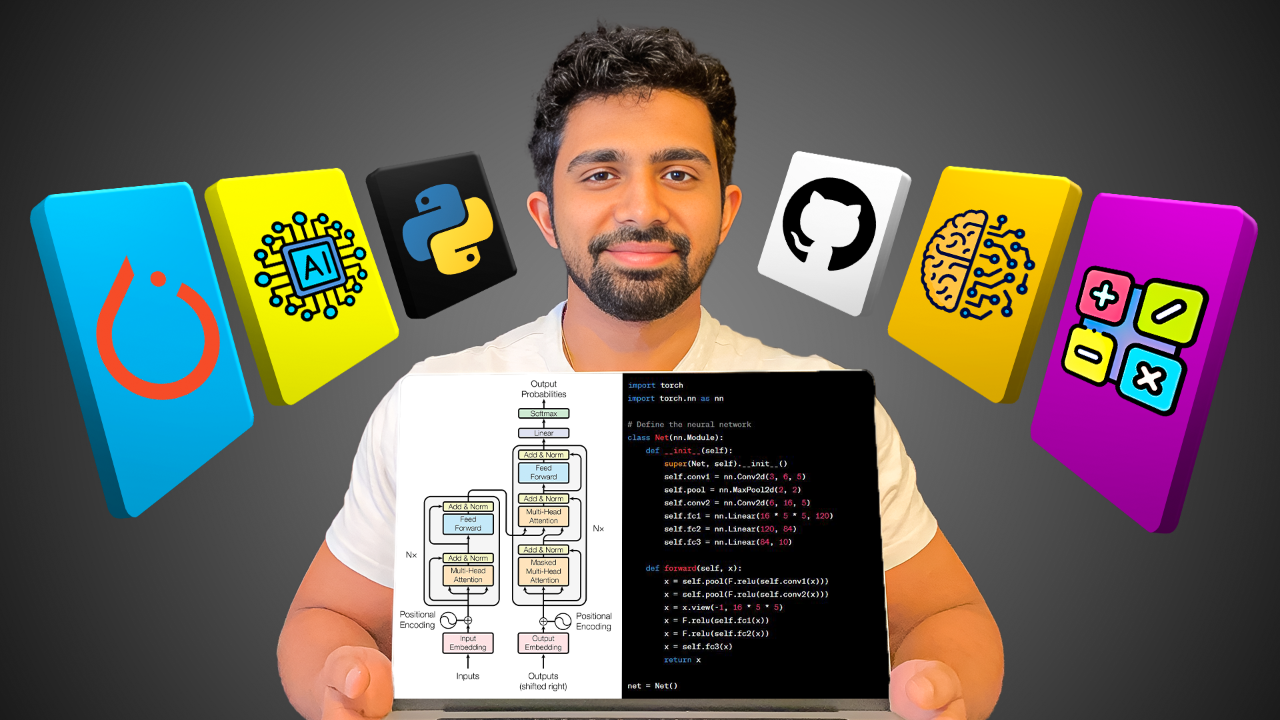 AI
Output
Probabilities
Softmax
Linear
Add & Norm
Feed
Forward
Add & Norm
Multi-Head
Attention
Add & Norm
Masked
Multi-Head
Attention
Nx
Add & Norm
Feed
Forward
Add & Norm
Multi-Head
Attention
Nx
Positional
Encoding
Positional
Encoding
Input
Embedding
Output
Embedding
Inputs
Outputs
(shifted right)
import torch
import torch.nn as nn
# Define the neural network
class Net(nn.Module):
def __init__(self):
super(Net, self).__init__()
self.conv1 = nn.Conv2d(3, 6, 5)
self.pool = nn.MaxPool2d(2, 2)
self.conv2 = nn.Conv2d(6, 16, 5)
self.fc1 = nn.Linear(16 * 5 * 5, 120)
self.fc2 = nn.Linear(120, 84)
self.fc3 = nn.Linear(84, 10)
def forward(self, x):
x = self.pool(F.relu(self.conv1(x)))
x = self.pool(F.relu(self.conv2(x)))
x = x.view(-1, 16 * 5 * 5)
x = F.relu(self.fc1(x))
x = F.relu(self.fc2(x))
x = self.fc3(x)
return x
net = Net()